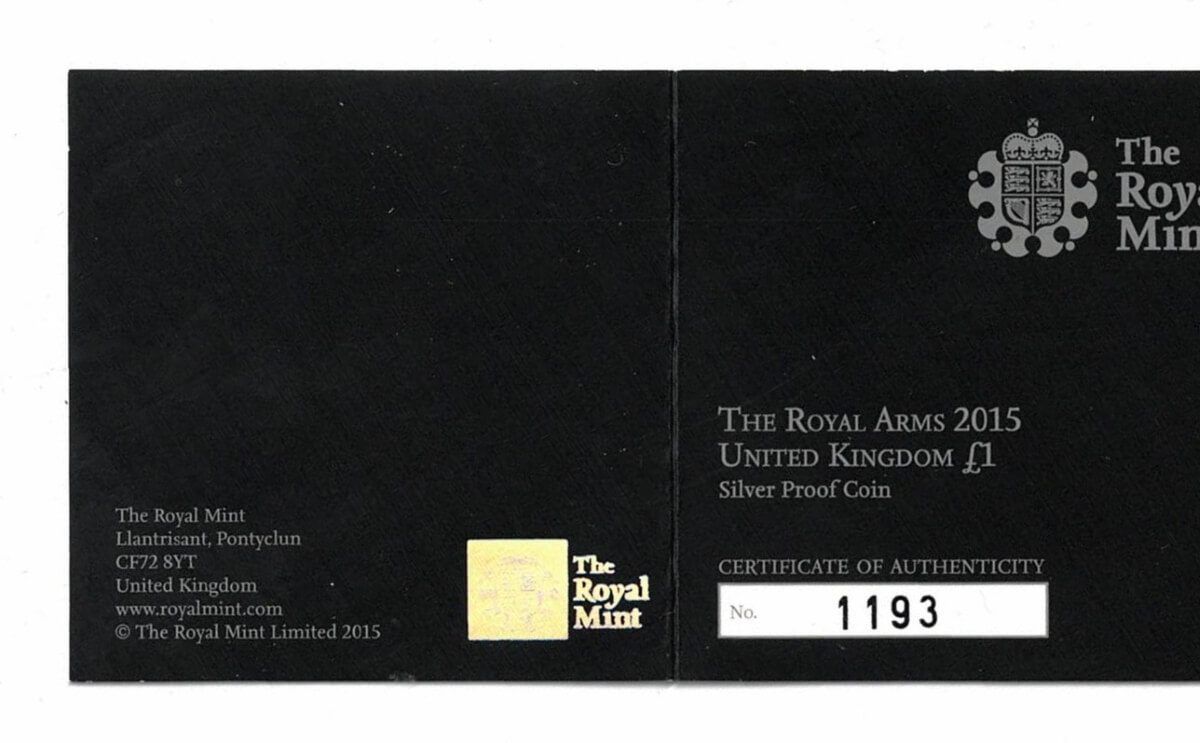 The Royal Mint
Llantrisant, Pontyclun
CF72 8YT
United Kingdom
www.royalmint.com
© The Royal Mint Limited 2015
The
Royal
Mint
The
Roya
Min
THE ROYAL ARMS 2015
UNITED KINGDOM £1
Silver Proof Coin
CERTIFICATE OF AUTHENTICITY
No. 1193